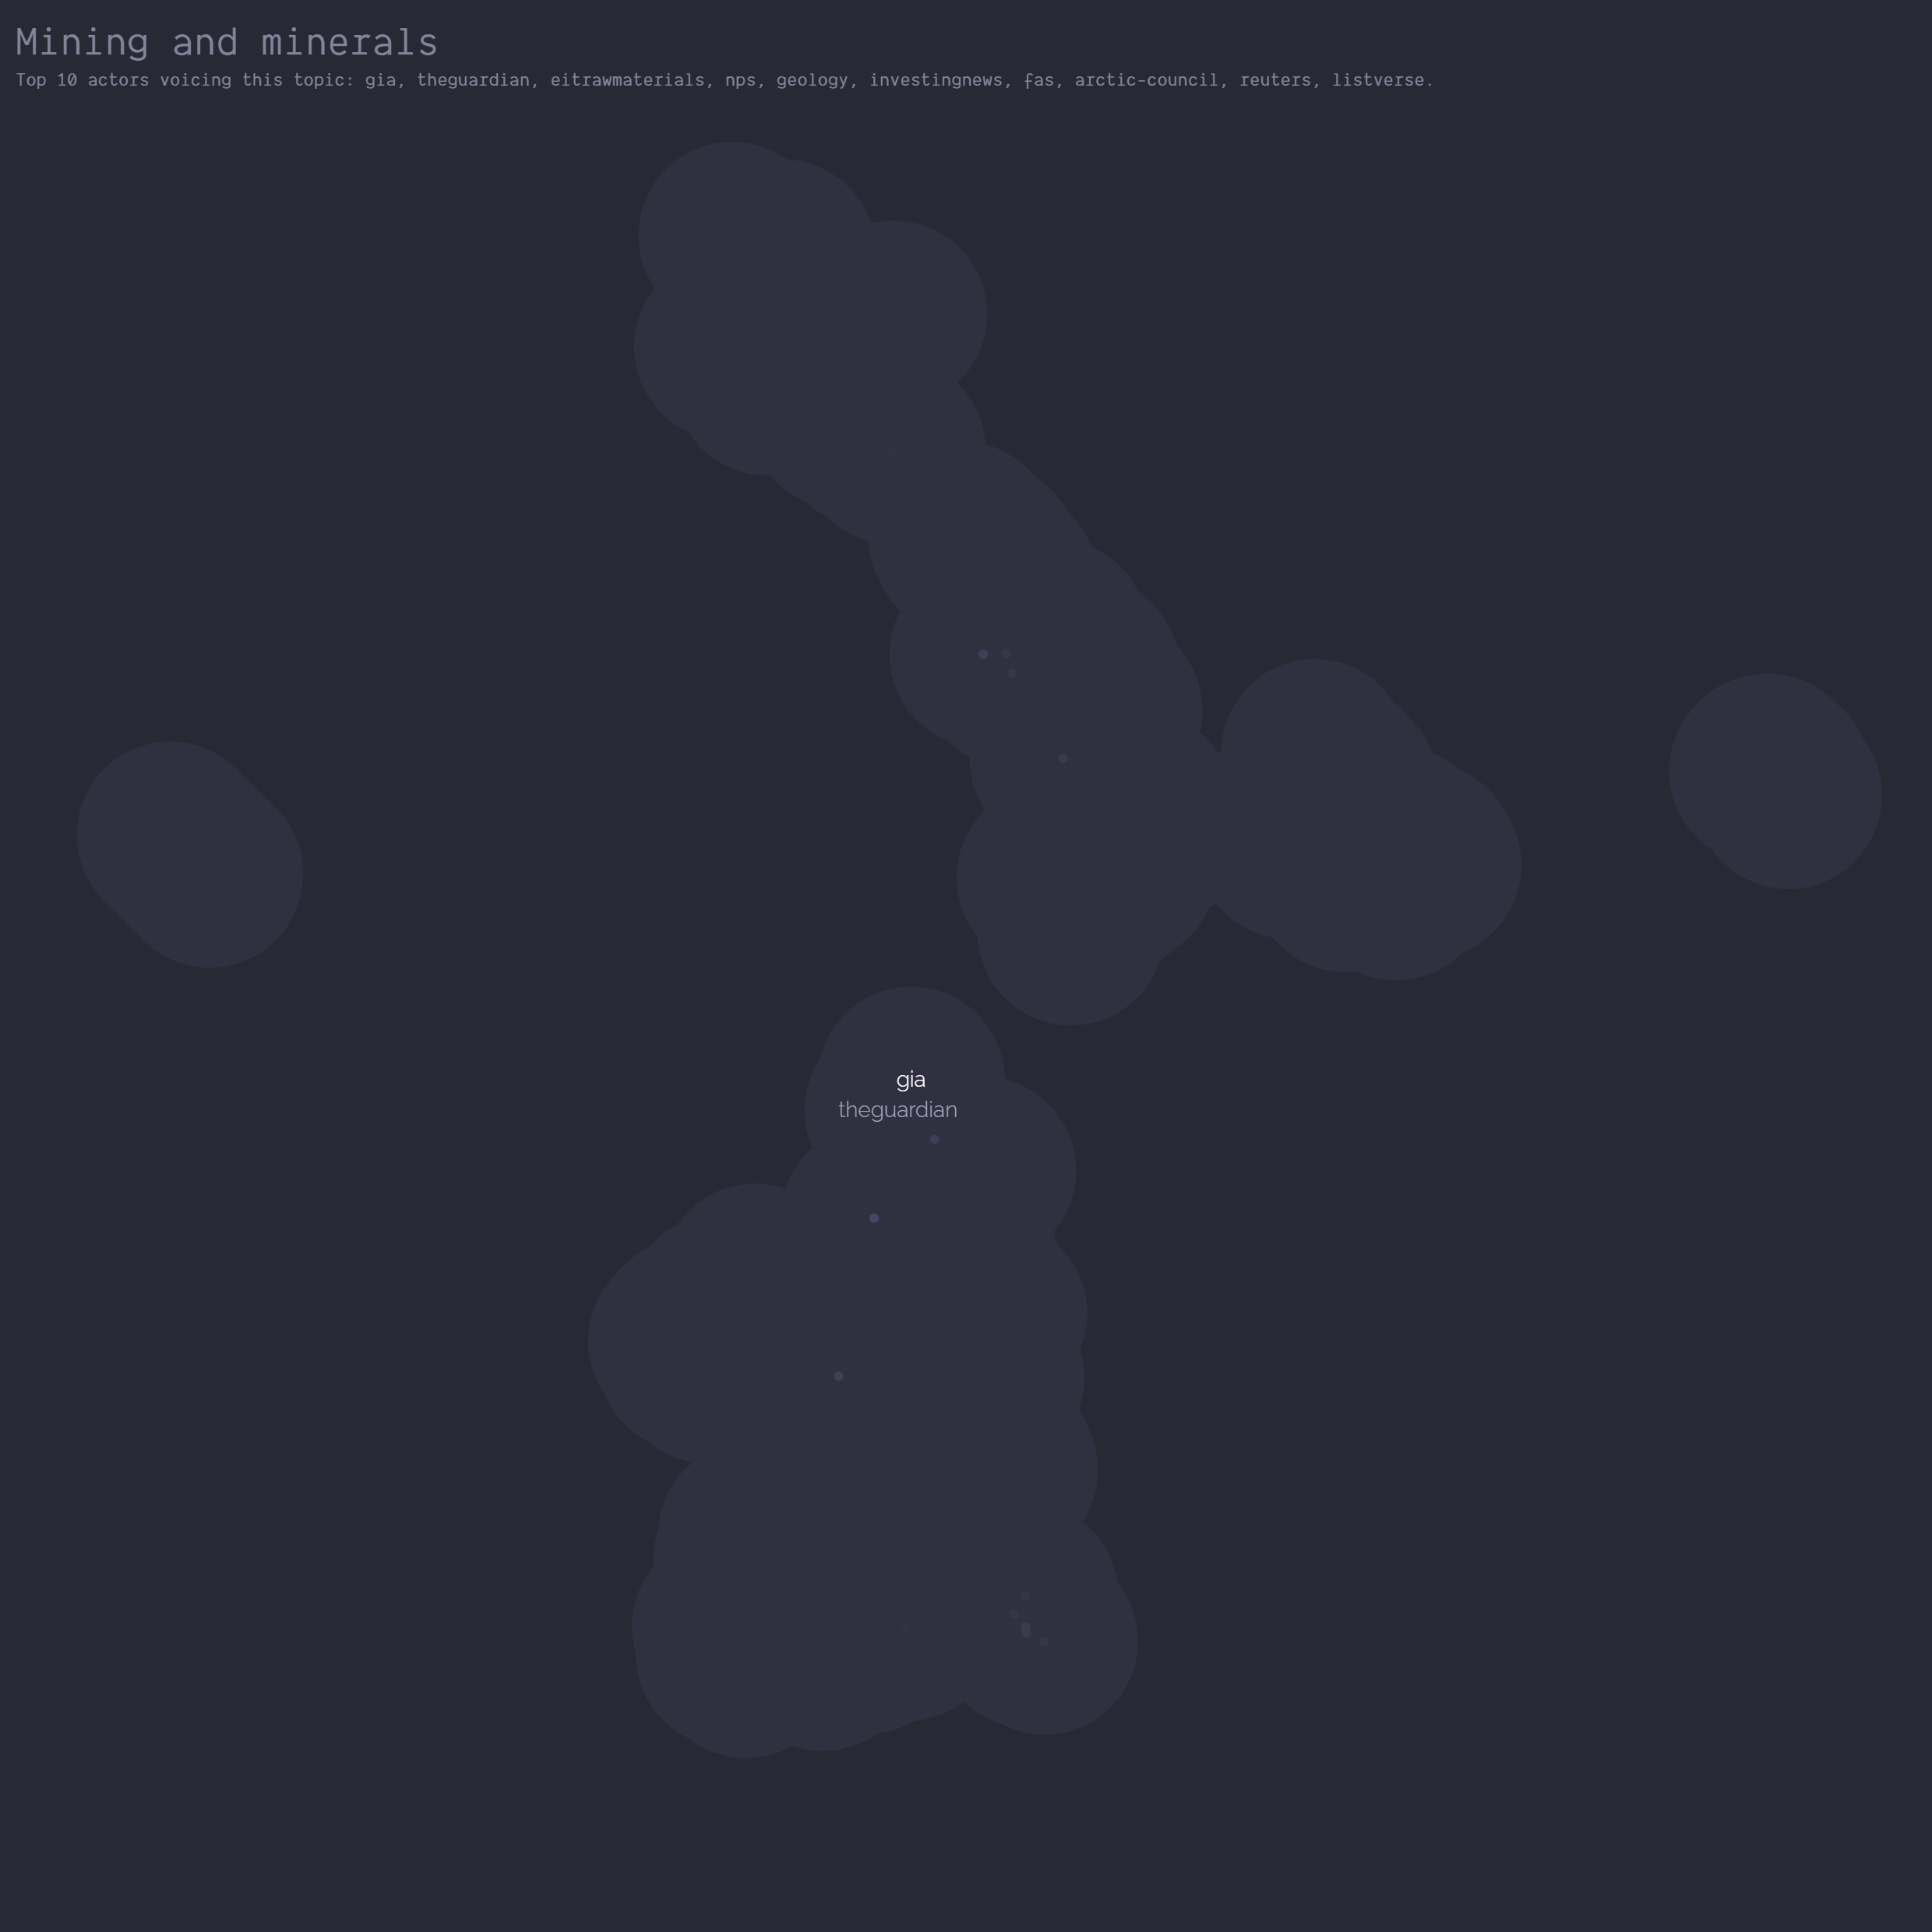 Mining and minerals
Top 10 actors voicing this topic: gia, theguardian, eitrawmaterials, nps, geology, investingnews, fas, arctic-council, reuters, listverse.
gia
theguardian